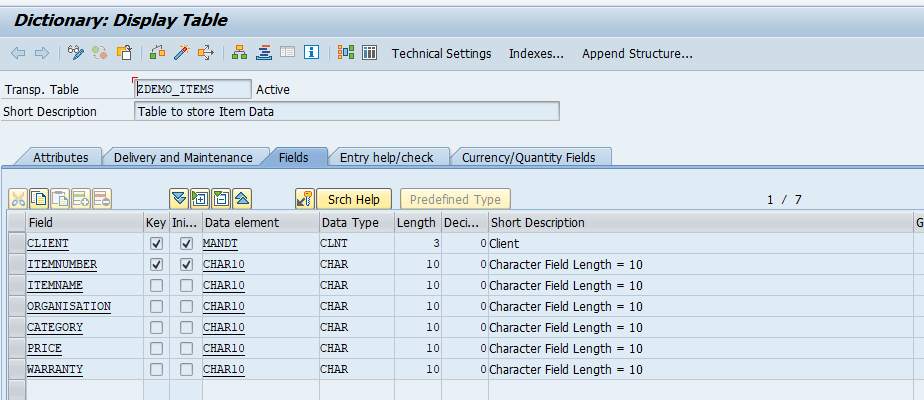 Dictionary: Display Table
Technical Settings Indexes... Append Structure...
Transp. Table ZDEMO_ITEMS Active
Short Description Table to store Item Data
Attributes Delivery and Maintenance Fields Entry help/check Currency/Quantity Fields
Srch Help Predefined Type 1 / 7
Field Key Ini... Data element Data Type Length Deci... Short Description G
CLIENT MANDT CLNT 3 0 Client
ITEMNUMBER CHAR10 CHAR 10 0 Character Field Length = 10
ITEMNAME CHAR10 CHAR 10 0 Character Field Length = 10
ORGANISATION CHAR10 CHAR 10 0 Character Field Length = 10
CATEGORY CHAR10 CHAR 10 0 Character Field Length = 10
PRICE CHAR10 CHAR 10 0 Character Field Length = 10
WARRANTY CHAR10 CHAR 10 0 Character Field Length = 10